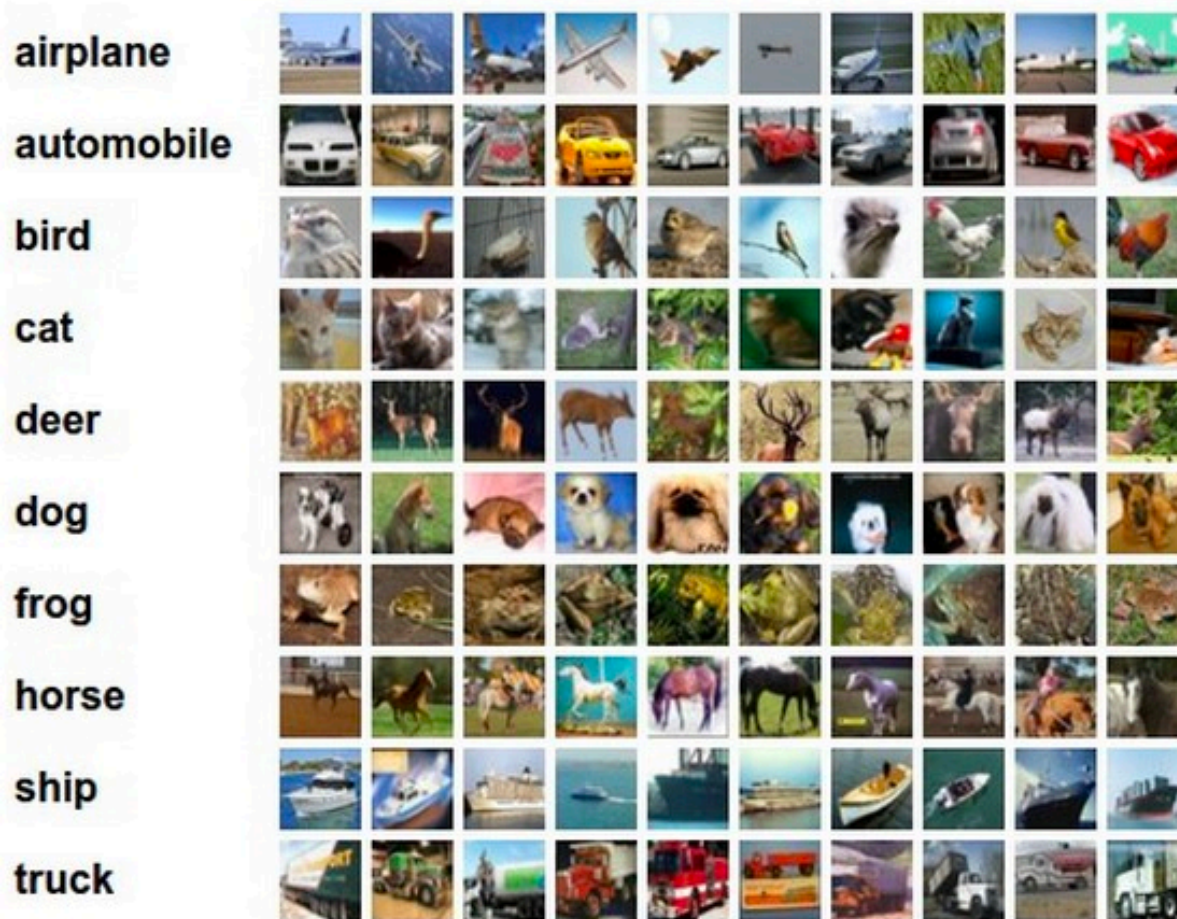 airplane
automobile
bird
cat
deer
dog
frog
horse
ship
truck